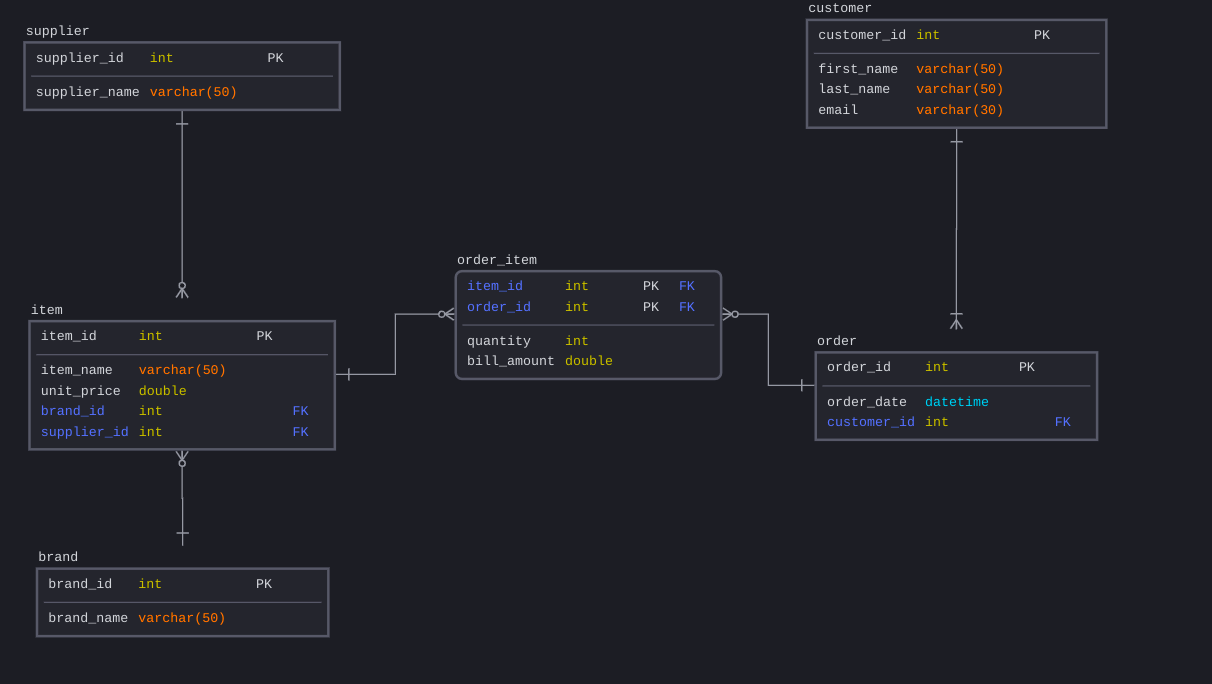 supplier
supplier_id int PK
supplier_name varchar(50)
customer
customer_id int PK
first_name varchar(50)
last_name varchar(50)
email varchar(30)
order_item
item_id int PK FK
order_id int PK FK
quantity int
bill_amount double
item
item_id int PK
item_name varchar(50)
unit_price double
brand_id int FK
supplier_id int FK
order
order_id int PK
order_date datetime
customer_id int FK
brand
brand_id int PK
brand_name varchar(50)